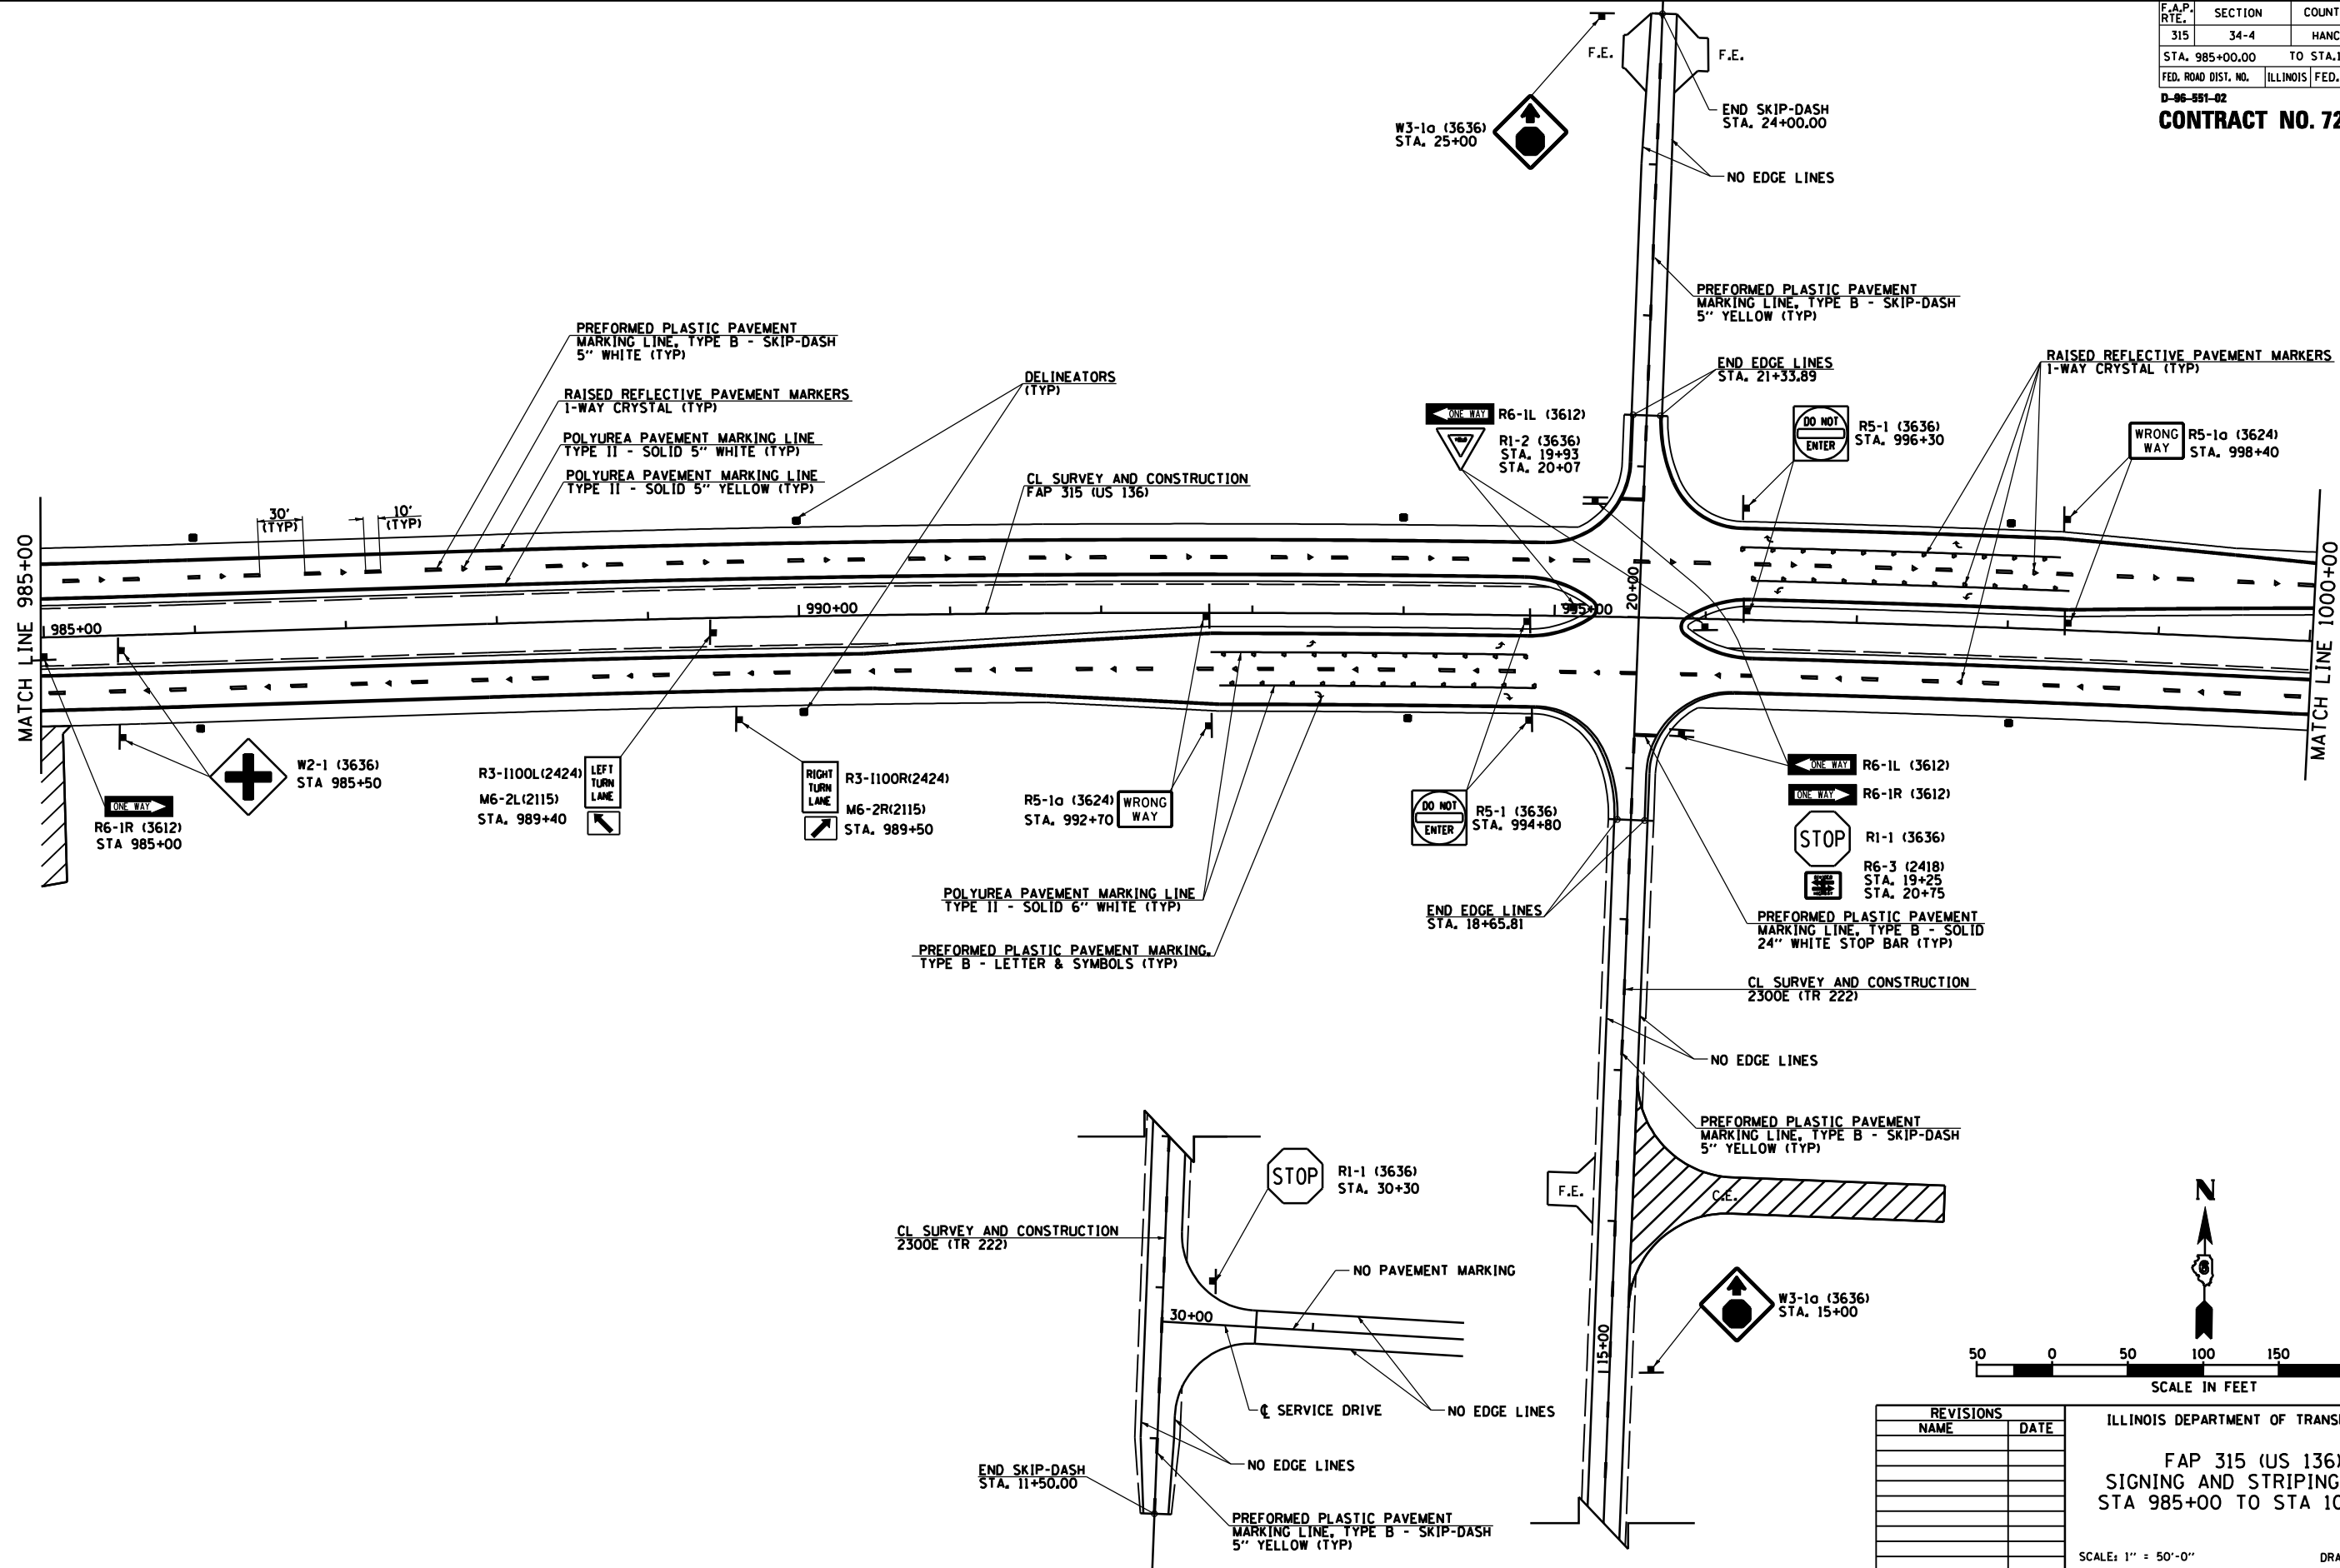 F.A.P. RTE. SECTION COUNT
315 34-4 HANC
STA. 985+00.00 TO STA.1
FED. ROAD DIST. NO. ILLINOIS FED.
D-96-551-02
CONTRACT NO. 72
F.E. F.E.
W3-1a (3636)
STA. 25+00
END SKIP-DASH
STA. 24+00.00
NO EDGE LINES
PREFORMED PLASTIC PAVEMENT
MARKING LINE, TYPE B - SKIP-DASH
5" YELLOW (TYP)
PREFORMED PLASTIC PAVEMENT
MARKING LINE, TYPE B - SKIP-DASH
5" WHITE (TYP)
RAISED REFLECTIVE PAVEMENT MARKERS
1-WAY CRYSTAL (TYP)
POLYUREA PAVEMENT MARKING LINE
TYPE II - SOLID 5" WHITE (TYP)
POLYUREA PAVEMENT MARKING LINE
TYPE II - SOLID 5" YELLOW (TYP)
DELINEATORS
(TYP)
CL SURVEY AND CONSTRUCTION
FAP 315 (US 136)
END EDGE LINES
STA. 21+33.89
RAISED REFLECTIVE PAVEMENT MARKERS
1-WAY CRYSTAL (TYP)
ONE WAY
R6-1L (3612)
R1-2 (3636)
STA. 19+93
STA. 20+07
DO NOT
ENTER
R5-1 (3636)
STA. 996+30
WRONG
WAY
R5-1a (3624)
STA. 998+40
30'
(TYP)
10'
(TYP)
MATCH LINE 985+00
985+00
990+00
995+00
20+00
MATCH LINE 1000+00
ONE WAY
R6-1R (3612)
STA 985+00
W2-1 (3636)
STA 985+50
R3-I100L(2424)
LEFT
TURN
LANE
M6-2L(2115)
STA. 989+40
RIGHT
TURN
LANE
R3-I100R(2424)
M6-2R(2115)
STA. 989+50
R5-1a (3624)
STA. 992+70
WRONG
WAY
DO NOT
ENTER
R5-1 (3636)
STA. 994+80
ONE WAY
R6-1L (3612)
ONE WAY
R6-1R (3612)
STOP
R1-1 (3636)
R6-3 (2418)
STA. 19+25
STA. 20+75
POLYUREA PAVEMENT MARKING LINE
TYPE II - SOLID 6" WHITE (TYP)
PREFORMED PLASTIC PAVEMENT MARKING,
TYPE B - LETTER & SYMBOLS (TYP)
END EDGE LINES
STA. 18+65.81
PREFORMED PLASTIC PAVEMENT
MARKING LINE, TYPE B - SOLID
24" WHITE STOP BAR (TYP)
CL SURVEY AND CONSTRUCTION
2300E (TR 222)
NO EDGE LINES
PREFORMED PLASTIC PAVEMENT
MARKING LINE, TYPE B - SKIP-DASH
5" YELLOW (TYP)
F.E.
C.E.
STOP
R1-1 (3636)
STA. 30+30
CL SURVEY AND CONSTRUCTION
2300E (TR 222)
NO PAVEMENT MARKING
30+00
℄ SERVICE DRIVE
NO EDGE LINES
NO EDGE LINES
END SKIP-DASH
STA. 11+50.00
PREFORMED PLASTIC PAVEMENT
MARKING LINE, TYPE B - SKIP-DASH
5" YELLOW (TYP)
15+00
W3-1a (3636)
STA. 15+00
N
50 0 50 100 150
SCALE IN FEET
REVISIONS
NAME DATE
ILLINOIS DEPARTMENT OF TRANS
FAP 315 (US 136)
SIGNING AND STRIPING
STA 985+00 TO STA 10
SCALE: 1" = 50'-0" DRA